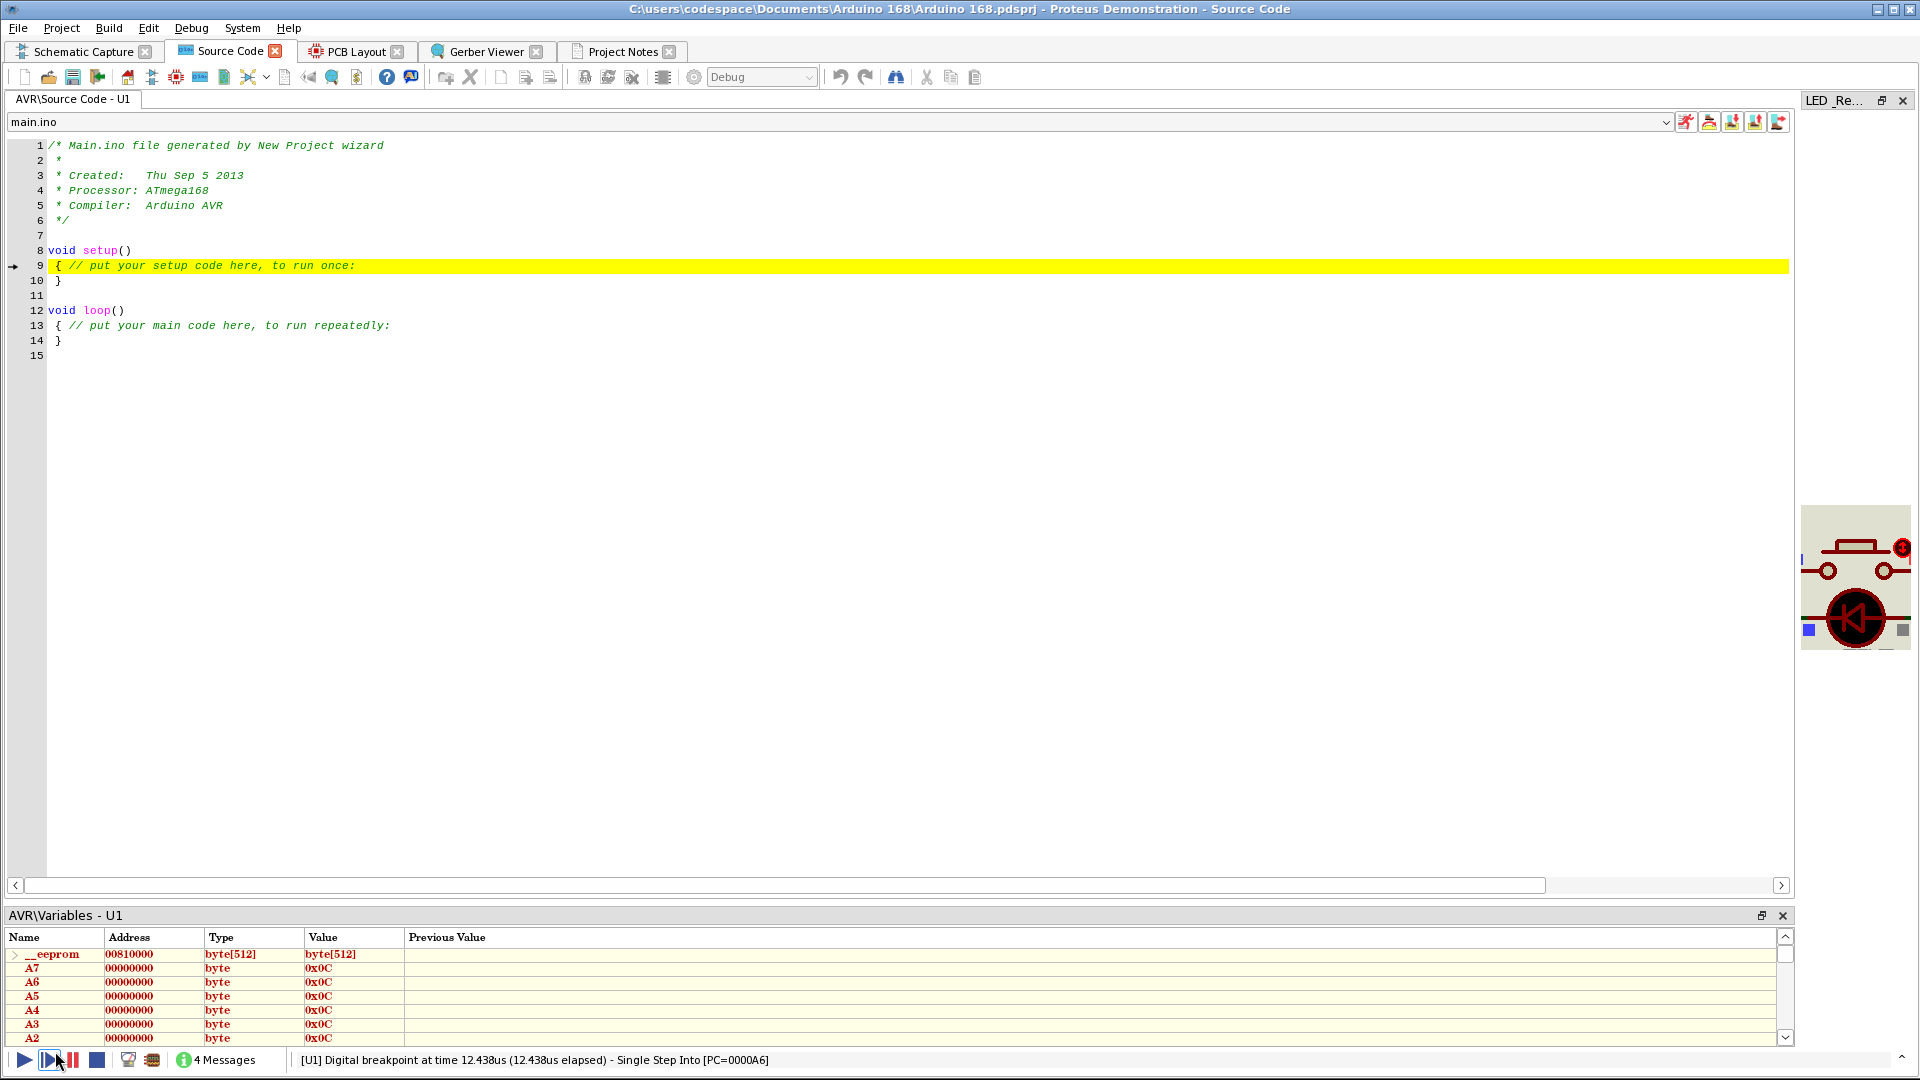 C:\users\codespace\Documents\Arduino 168\Arduino 168.pdsprj - Proteus Demonstration - Source Code
File Project Build Edit Debug System Help
Schematic Capture Source Code PCB Layout Gerber Viewer Project Notes
Debug
AVR\Source Code - U1
LED _Re...
main.ino
1 /* Main.ino file generated by New Project wizard
2 *
3 * Created: Thu Sep 5 2013
4 * Processor: ATmega168
5 * Compiler: Arduino AVR
6 */
7
8 void setup()
9 { // put your setup code here, to run once:
10 }
11
12 void loop()
13 { // put your main code here, to run repeatedly:
14 }
15
AVR\Variables - U1
Name Address Type Value Previous Value
__eeprom 00810000 byte[512] byte[512]
A7 00000000 byte 0x0C
A6 00000000 byte 0x0C
A5 00000000 byte 0x0C
A4 00000000 byte 0x0C
A3 00000000 byte 0x0C
A2 00000000 byte 0x0C
4 Messages [U1] Digital breakpoint at time 12.438us (12.438us elapsed) - Single Step Into [PC=0000A6]